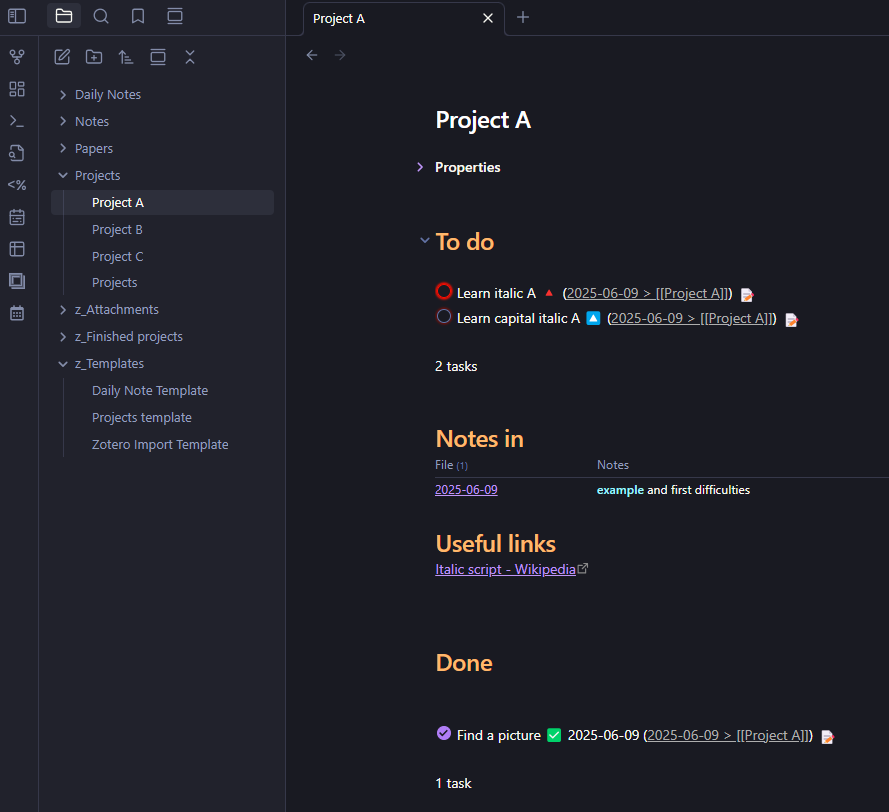 Project A
Daily Notes
Notes
Papers
Projects
Project A
Project B
Project C
Projects
z_Attachments
z_Finished projects
z_Templates
Daily Note Template
Projects template
Zotero Import Template
<%
Project A
Properties
To do
Learn italic A 🔺 (2025-06-09 > [[Project A]]) 📝
Learn capital italic A 🔼 (2025-06-09 > [[Project A]]) 📝
2 tasks
Notes in
File (1) Notes
2025-06-09 example and first difficulties
Useful links
Italic script - Wikipedia
Done
Find a picture ✅ 2025-06-09 (2025-06-09 > [[Project A]]) 📝
1 task